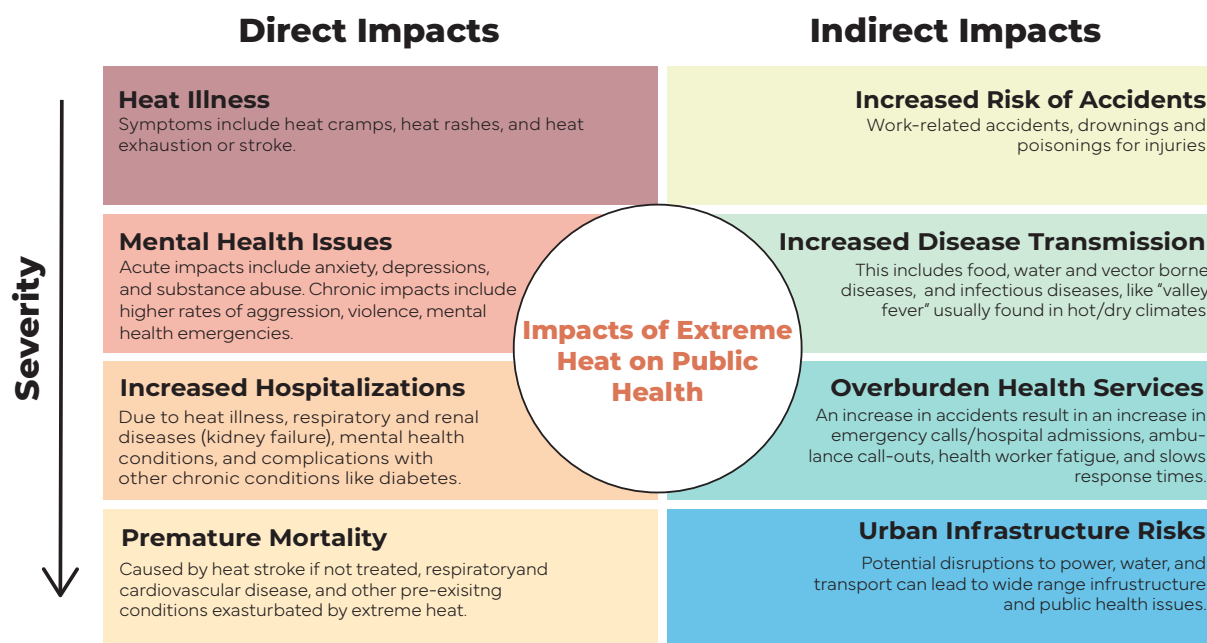 Direct Impacts
Indirect Impacts
Severity
Heat Illness
Symptoms include heat cramps, heat rashes, and heat
exhaustion or stroke.
Increased Risk of Accidents
Work-related accidents, drownings and
poisonings for injuries
Mental Health Issues
Acute impacts include anxiety, depressions,
and substance abuse. Chronic impacts include
higher rates of aggression, violence, mental
health emergencies.
Increased Disease Transmission
This includes food, water and vector borne
diseases, and infectious diseases, like "valley
fever" usually found in hot/dry climates
Impacts of Extreme
Heat on Public
Health
Increased Hospitalizations
Due to heat illness, respiratory and renal
diseases (kidney failure), mental health
conditions, and complications with
other chronic conditions like diabetes.
Overburden Health Services
An increase in accidents result in an increase in
emergency calls/hospital admissions, ambu-
lance call-outs, health worker fatigue, and slows
response times.
Premature Mortality
Caused by heat stroke if not treated, respiratoryand
cardiovascular disease, and other pre-exisitng
conditions exasturbated by extreme heat.
Urban Infrastructure Risks
Potential disruptions to power, water, and
transport can lead to wide range infrustructure
and public health issues.